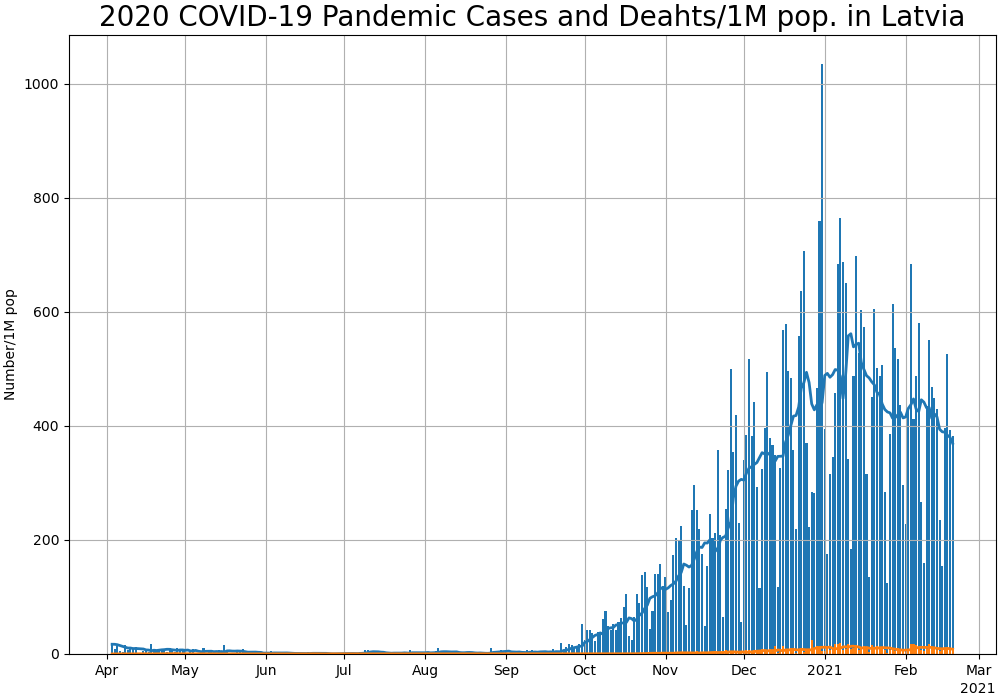 2020 COVID-19 Pandemic Cases and Deahts/1M pop. in Latvia
1000
800
600
400
200
0
Number/1M pop
Apr May Jun Jul Aug Sep Oct Nov Dec 2021 Feb Mar
2021